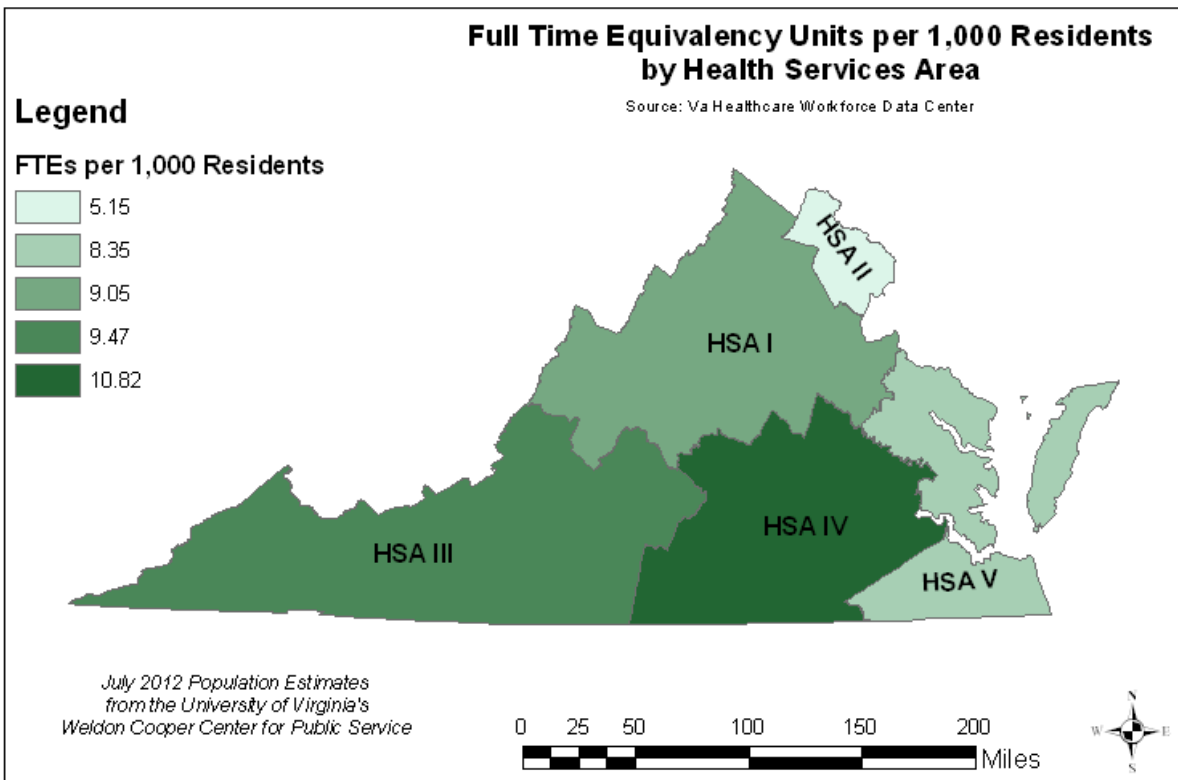 Full Time Equivalency Units per 1,000 Residents
by Health Services Area
Source: Va Healthcare Workforce Data Center
Legend
FTEs per 1,000 Residents
5.15
8.35
9.05
9.47
10.82
HSA II
HSA I
HSA IV
HSA III
HSA V
July 2012 Population Estimates
from the University of Virginia's
Weldon Cooper Center for Public Service
0 25 50 100 150 200
Miles
N
W E
S